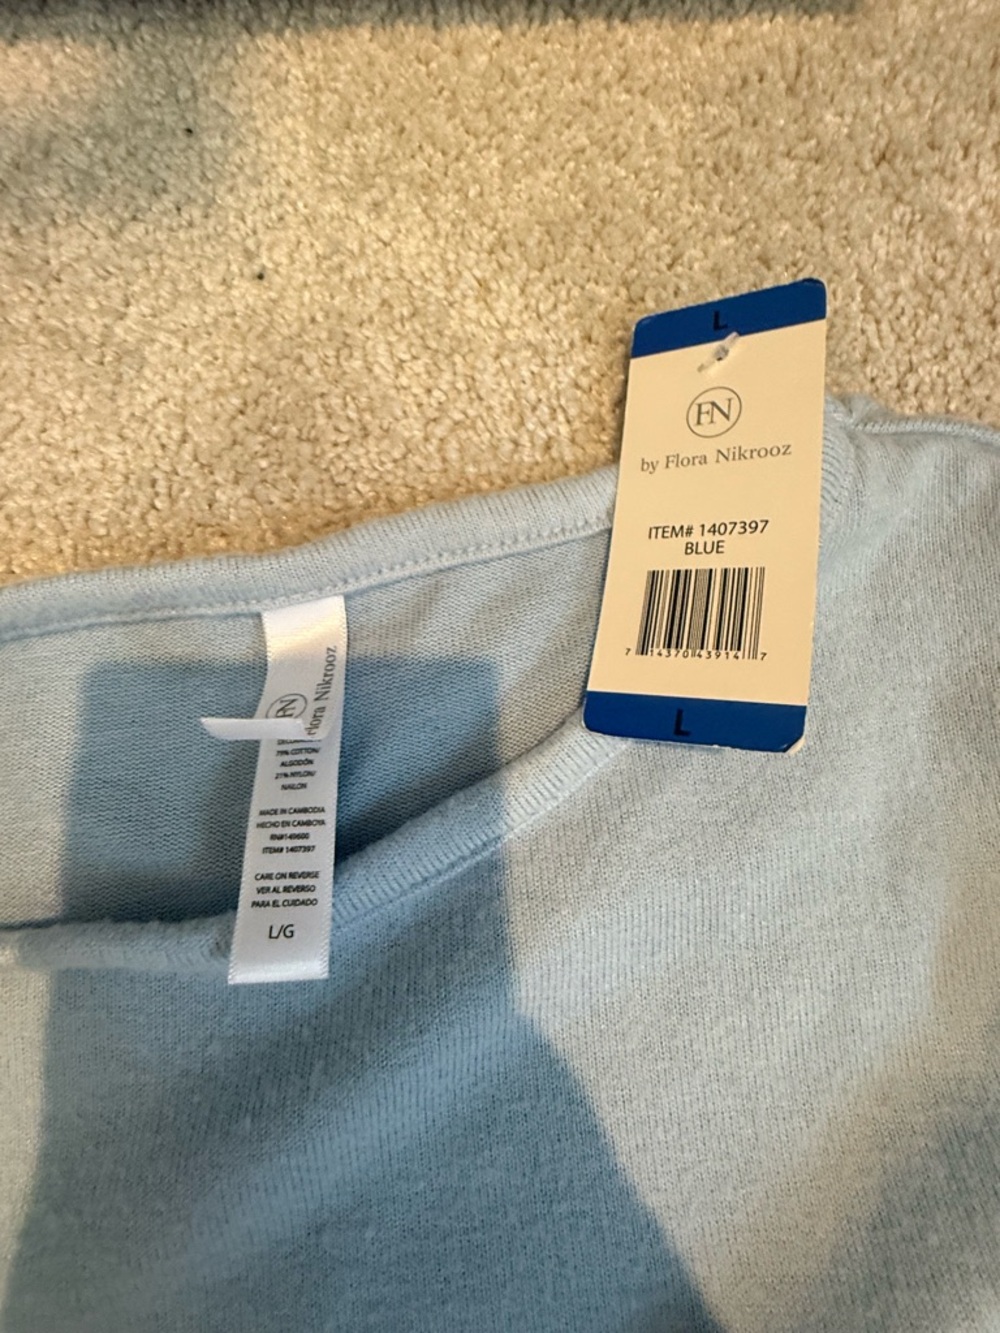 L
FN
by Flora Nikrooz
ITEM# 1407397
BLUE
7 14370 43914 7
L
FN
Flora Nikrooz
79% COTTON/
ALGODÓN
21% NYLON/
NAILON
MADE IN CAMBODIA
HECHO EN CAMBOYA
RN#149600
ITEM# 1407397
CARE ON REVERSE
VER AL REVERSO
PARA EL CUIDADO
L/G